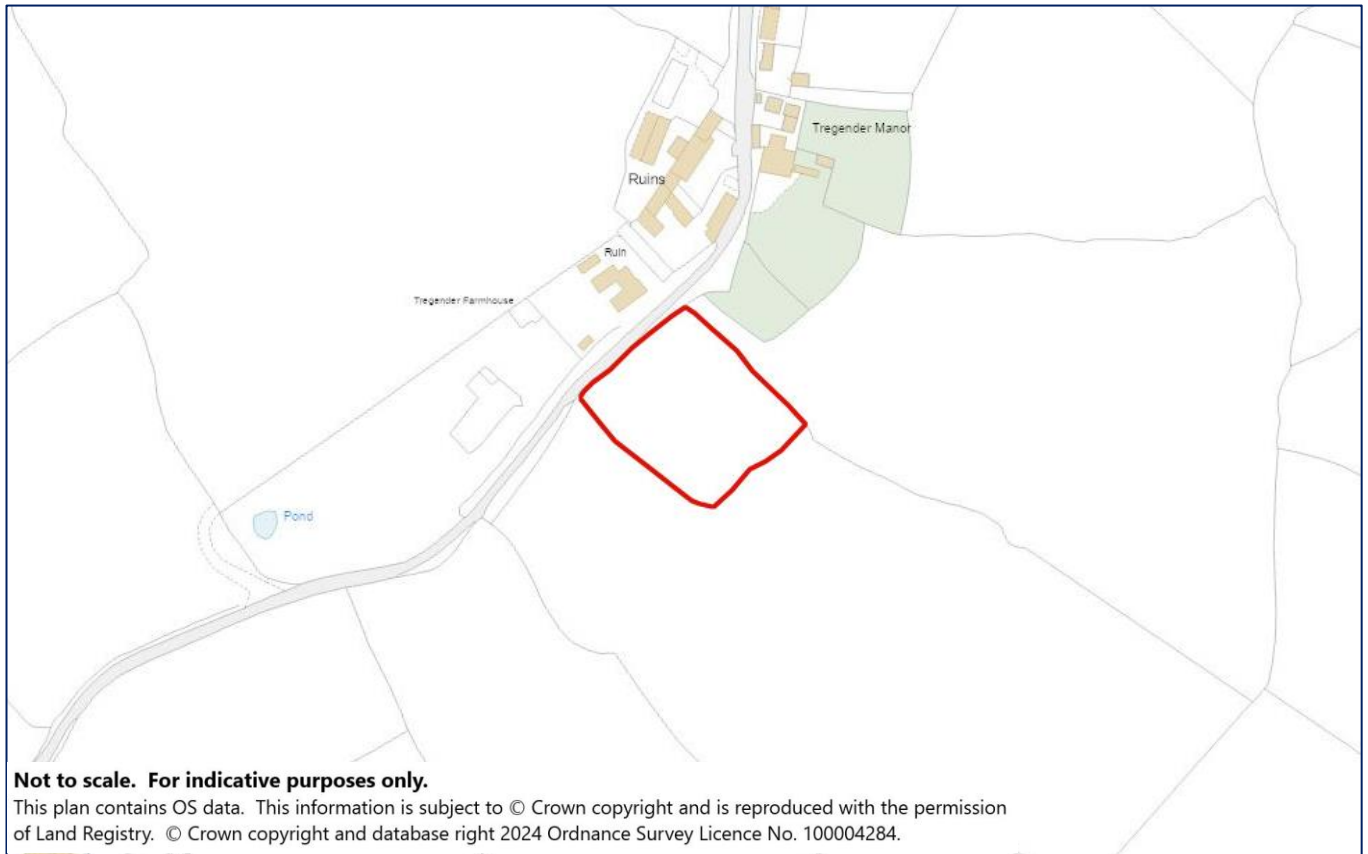 Tregender Manor
Ruins
Ruin
Tregender Farmhouse
Pond
Not to scale. For indicative purposes only.
This plan contains OS data. This information is subject to © Crown copyright and is reproduced with the permission
of Land Registry. © Crown copyright and database right 2024 Ordnance Survey Licence No. 100004284.